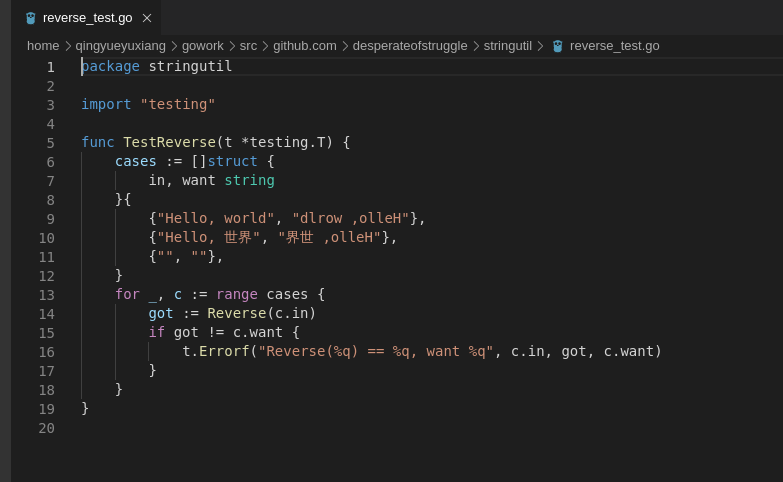 reverse_test.go
home > qingyueyuxiang > gowork > src > github.com > desperateofstruggle > stringutil > reverse_test.go
1 package stringutil
2
3 import "testing"
4
5 func TestReverse(t *testing.T) {
6     cases := []struct {
7         in, want string
8     }{
9         {"Hello, world", "dlrow ,olleH"},
10         {"Hello, 世界", "界世 ,olleH"},
11         {"", ""},
12     }
13     for _, c := range cases {
14         got := Reverse(c.in)
15         if got != c.want {
16             t.Errorf("Reverse(%q) == %q, want %q", c.in, got, c.want)
17         }
18     }
19 }
20